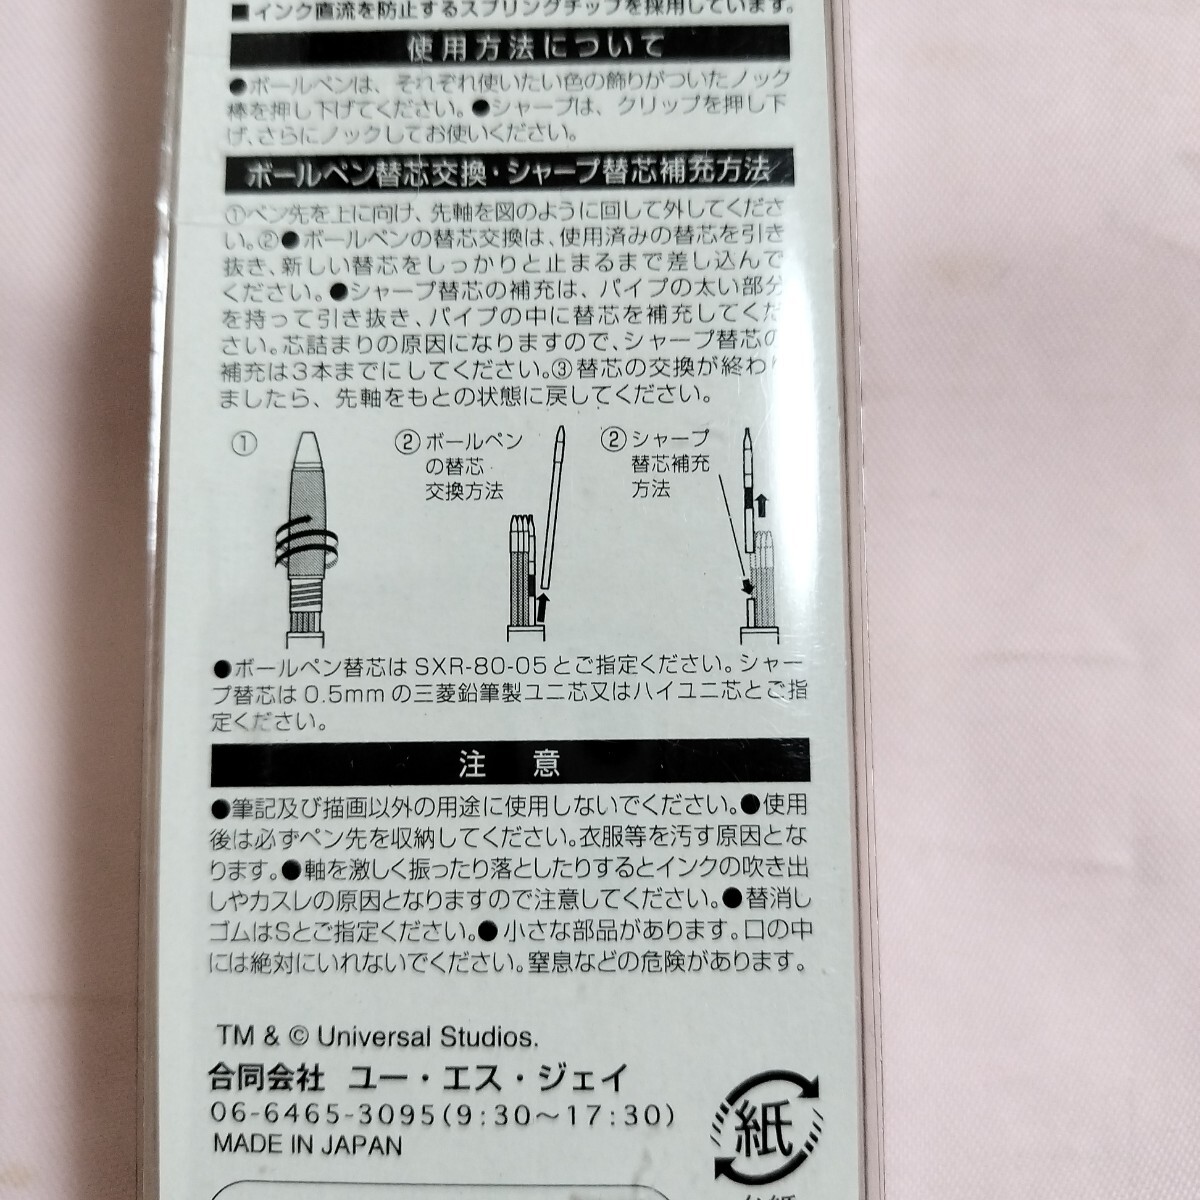 ■インク直流を防止するスプリングチップを採用しています。
使用方法について
●ボールペンは、それぞれ使いたい色の飾りがついたノック
棒を押し下げてください。●シャープは、クリップを押し下
げ、さらにノックしてお使いください。
ボールペン替芯交換・シャープ替芯補充方法
①ペン先を上に向け、先軸を図のように回して外してくださ
い。②●ボールペンの替芯交換は、使用済みの替芯を引き
抜き、新しい替芯をしっかりと止まるまで差し込んで
ください。●シャープ替芯の補充は、パイプの太い部分
を持って引き抜き、パイプの中に替芯を補充してくだ
さい。芯詰まりの原因になりますので、シャープ替芯の
補充は3本までにしてください。③替芯の交換が終わり
ましたら、先軸をもとの状態に戻してください。
①
②ボールペン
の替芯
交換方法
②シャープ
替芯補充
方法
●ボールペン替芯はSXR-80-05とご指定ください。シャー
プ替芯は0.5mmの三菱鉛筆製ユニ芯又はハイユニ芯とご指
定ください。
注 意
●筆記及び描画以外の用途に使用しないでください。●使用
後は必ずペン先を収納してください。衣服等を汚す原因とな
ります。●軸を激しく振ったり落としたりするとインクの吹き出
しやカスレの原因となりますので注意してください。●替消し
ゴムはSとご指定ください。●小さな部品があります。口の中
には絶対にいれないでください。窒息などの危険があります。
TM & © Universal Studios.
合同会社 ユー・エス・ジェイ
06-6465-3095(9:30～17:30)
MADE IN JAPAN
紙